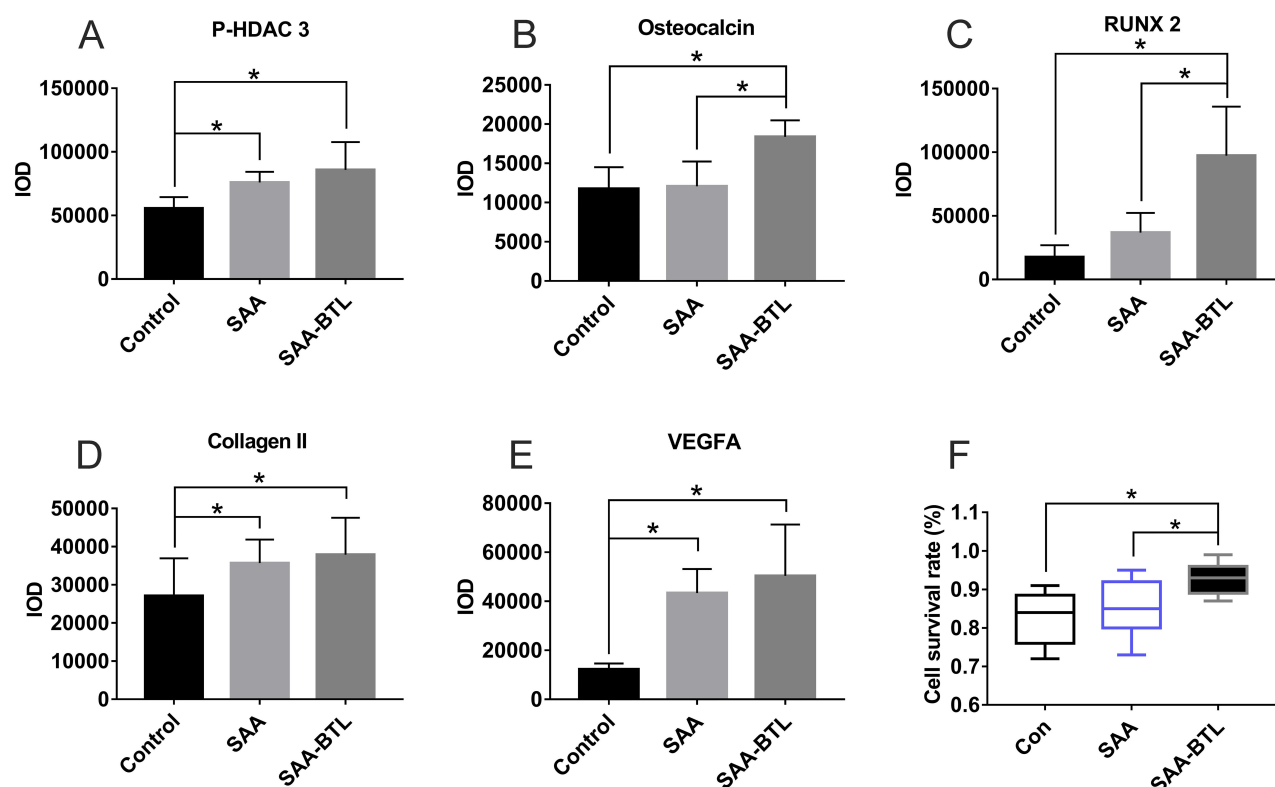 A
P-HDAC 3
*
*
150000
100000
50000
0
IOD
Control
SAA
SAA-BTL
B
Osteocalcin
*
*
25000
20000
15000
10000
5000
0
IOD
Control
SAA
SAA-BTL
C
RUNX 2
*
*
150000
100000
50000
0
IOD
Control
SAA
SAA-BTL
D
Collagen II
*
*
50000
40000
30000
20000
10000
0
IOD
Control
SAA
SAA-BTL
E
VEGFA
*
*
80000
60000
40000
20000
0
IOD
Control
SAA
SAA-BTL
F
*
*
1.1
1.0
0.9
0.8
0.7
0.6
Cell survival rate (%)
Con
SAA
SAA-BTL